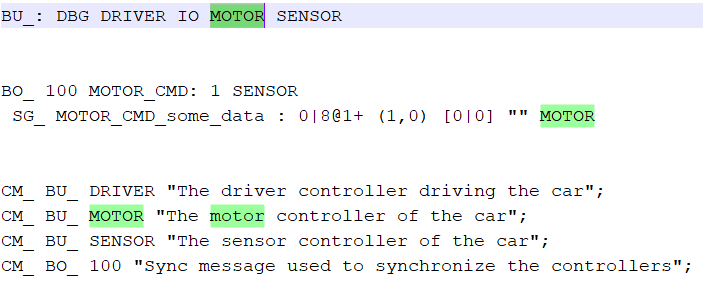 BU_: DBG DRIVER IO MOTOR SENSOR
BO_ 100 MOTOR_CMD: 1 SENSOR
SG_ MOTOR_CMD_some_data : 0|8@1+ (1,0) [0|0] "" MOTOR
CM_ BU_ DRIVER "The driver controller driving the car";
CM_ BU_ MOTOR "The motor controller of the car";
CM_ BU_ SENSOR "The sensor controller of the car";
CM_ BO_ 100 "Sync message used to synchronize the controllers";